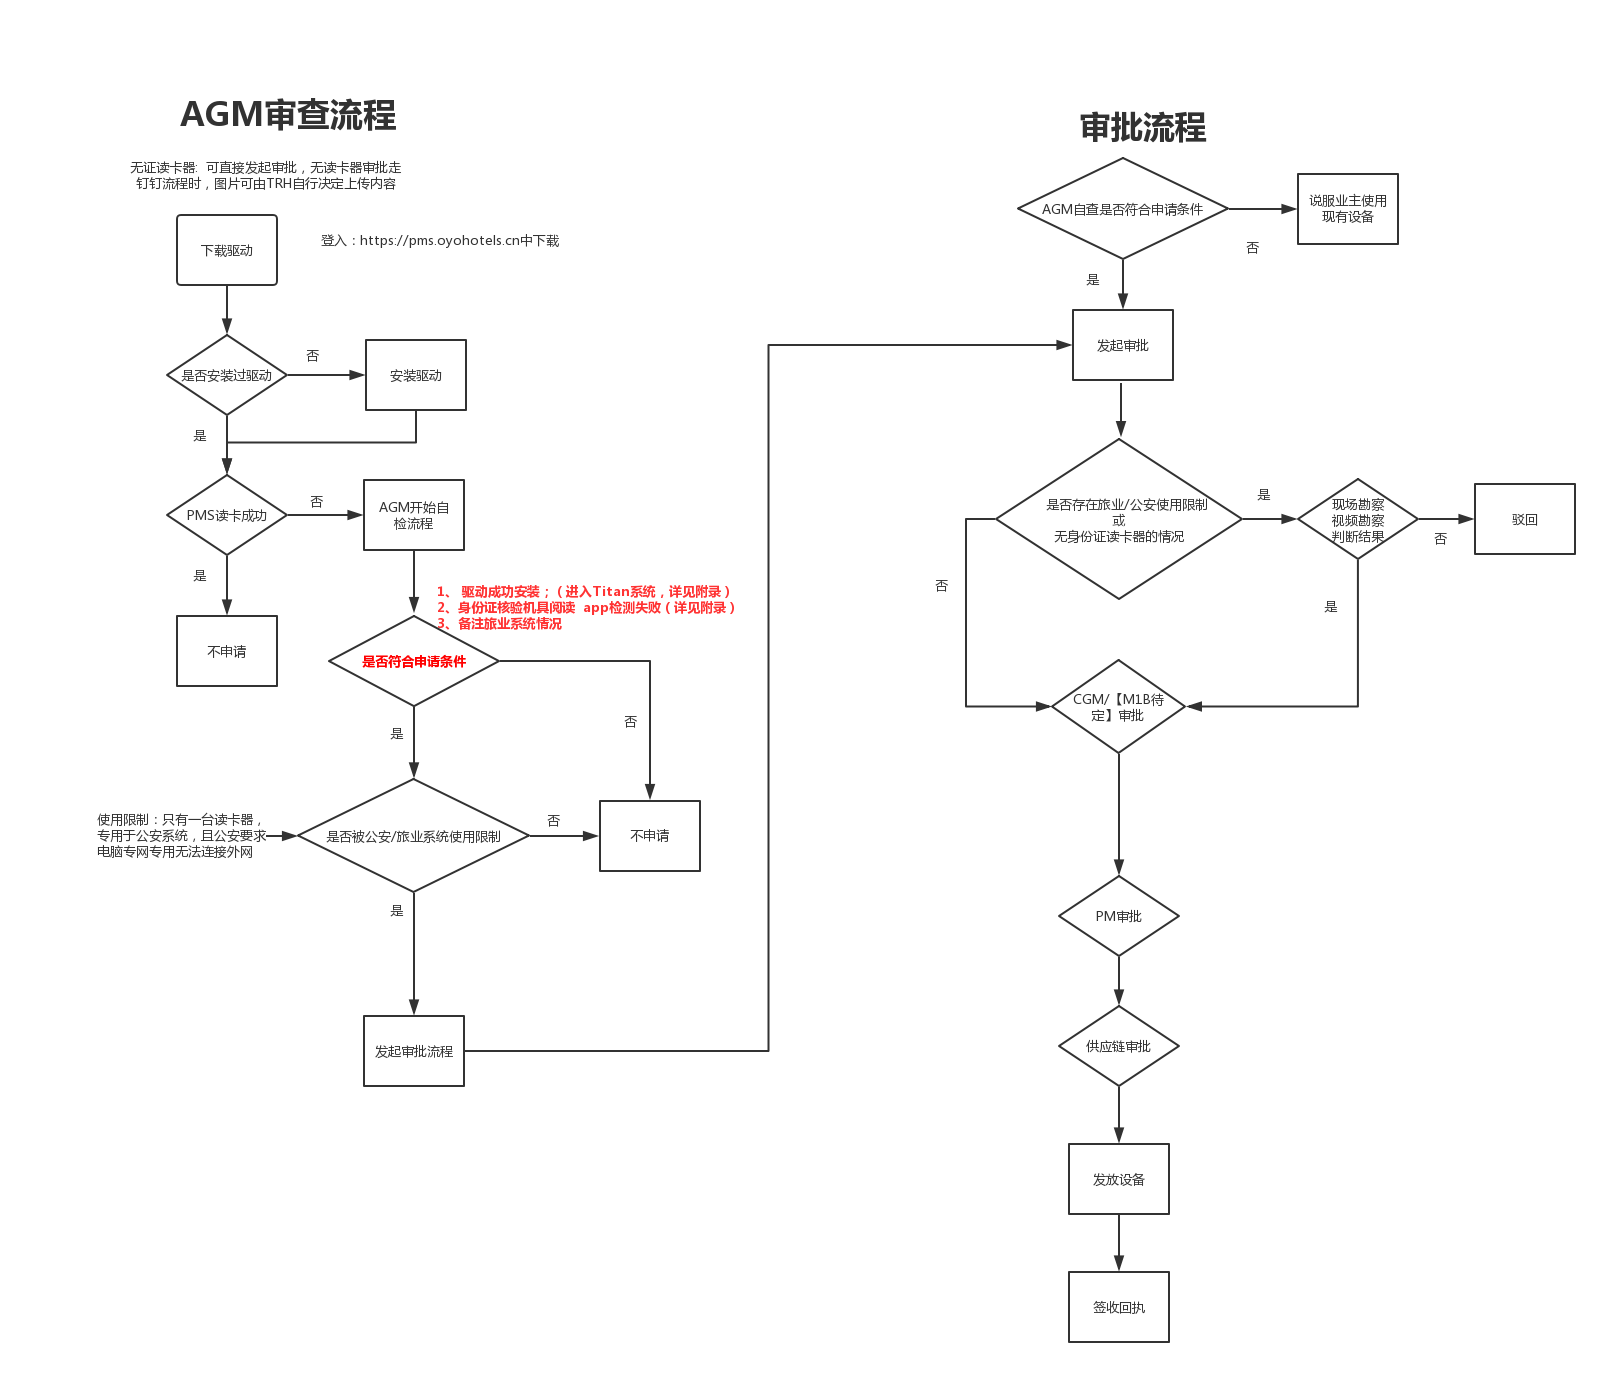 AGM审查流程
无证读卡器:  可直接发起审批，无读卡器审批走
钉钉流程时，图片可由TRH自行决定上传内容
下载驱动
登入：https://pms.oyohotels.cn中下载
是否安装过驱动
否
安装驱动
是
PMS读卡成功
否
AGM开始自
检流程
是
不申请
1、 驱动成功安装；（进入Titan系统，详见附录）
2、身份证核验机具阅读  app检测失败（详见附录）
3、备注旅业系统情况
是否符合申请条件
否
是
使用限制：只有一台读卡器，
专用于公安系统，且公安要求
电脑专网专用无法连接外网
是否被公安/旅业系统使用限制
否
不申请
是
发起审批流程
审批流程
AGM自查是否符合申请条件
说服业主使用
现有设备
否
是
发起审批
是否存在旅业/公安使用限制
或
无身份证读卡器的情况
是
现场勘察
视频勘察
判断结果
否
驳回
否
是
CGM/【M1B待
定】审批
PM审批
供应链审批
发放设备
签收回执